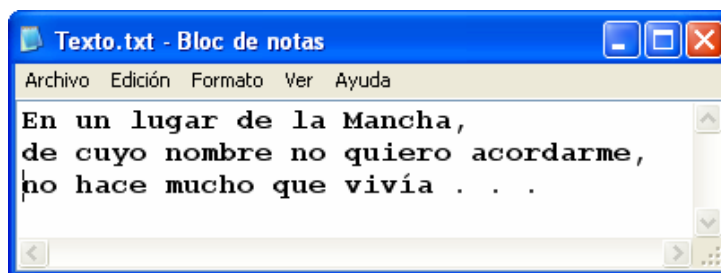 Texto.txt - Bloc de notas
Archivo Edición Formato Ver Ayuda
En un lugar de la Mancha,
de cuyo nombre no quiero acordarme,
no hace mucho que vivía . . .